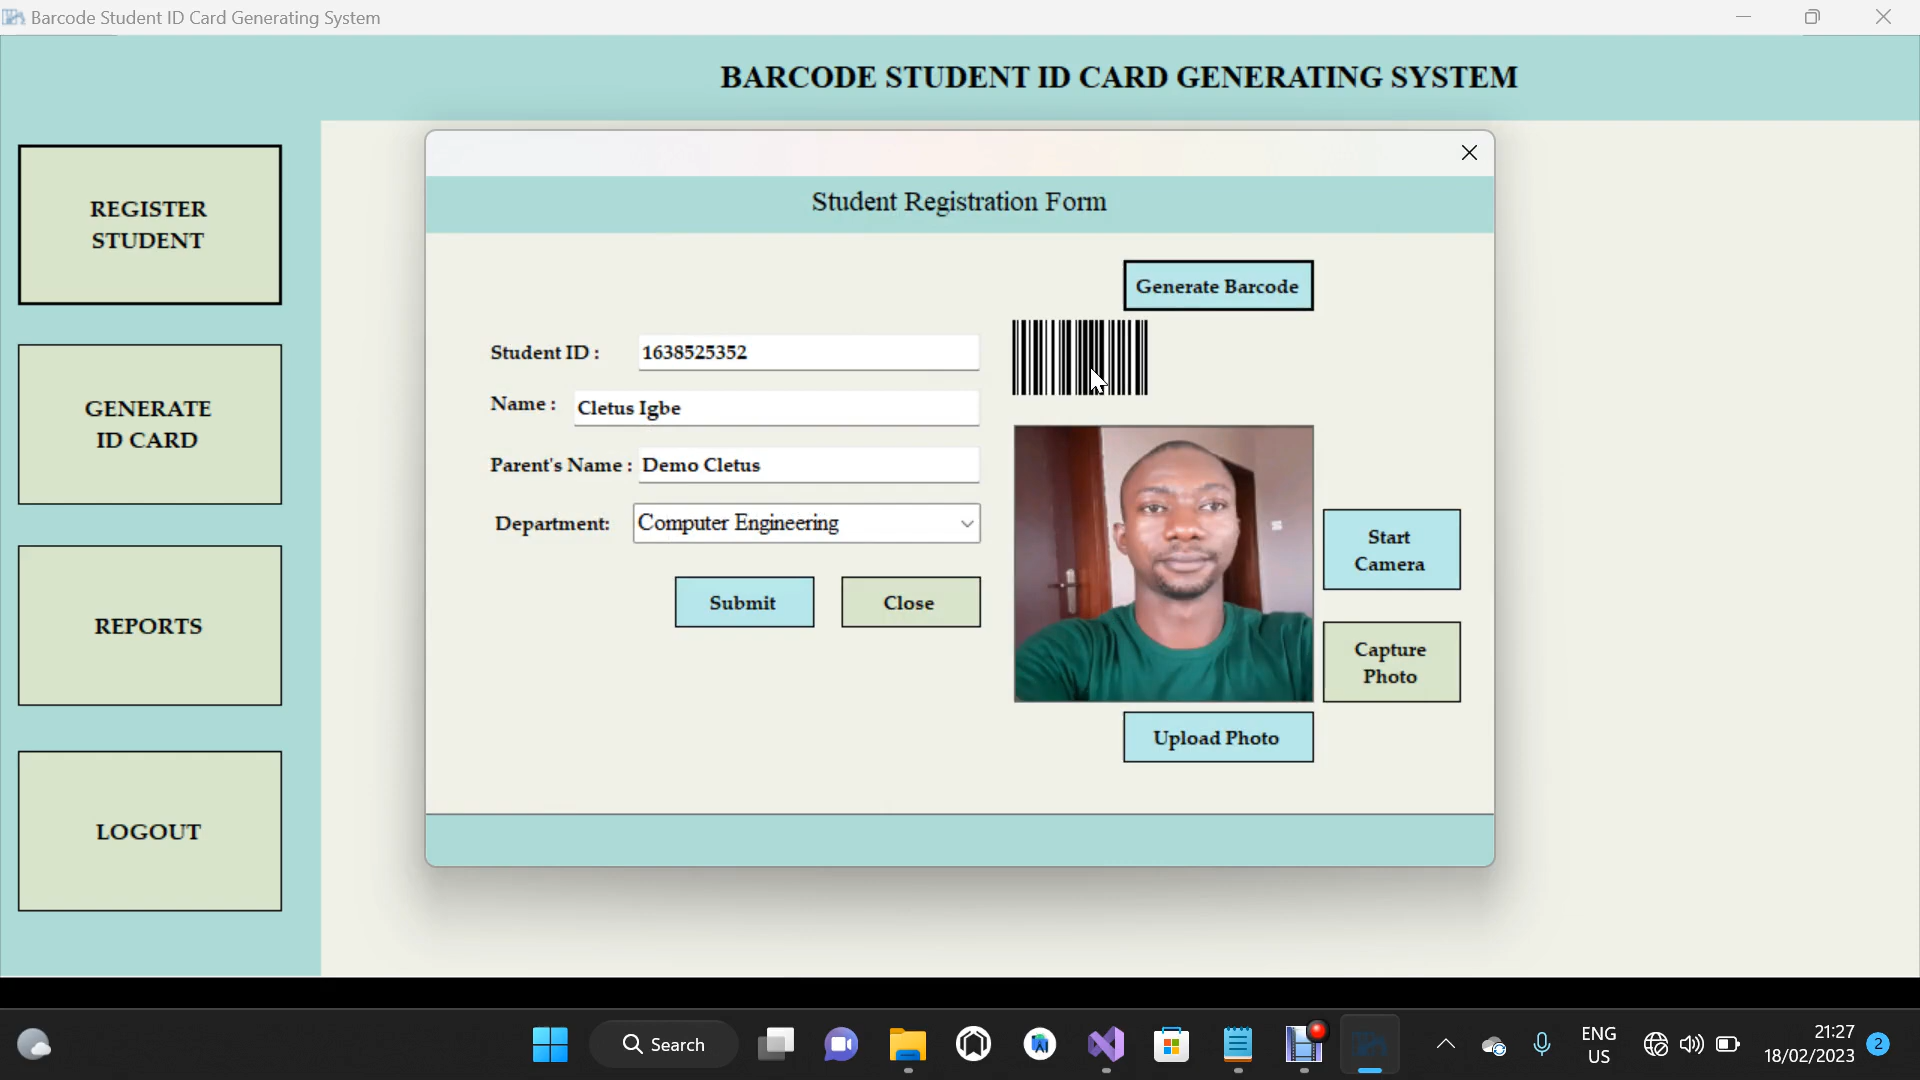 Barcode Student ID Card Generating System
BARCODE STUDENT ID CARD GENERATING SYSTEM
REGISTER
STUDENT
GENERATE
ID CARD
REPORTS
LOGOUT
Student Registration Form
Generate Barcode
Student ID : 1638525352
Name : Cletus Igbe
Parent's Name : Demo Cletus
Department: Computer Engineering
Submit
Close
Start
Camera
Capture
Photo
Upload Photo
Search
ENG
US
21:27
18/02/2023
2